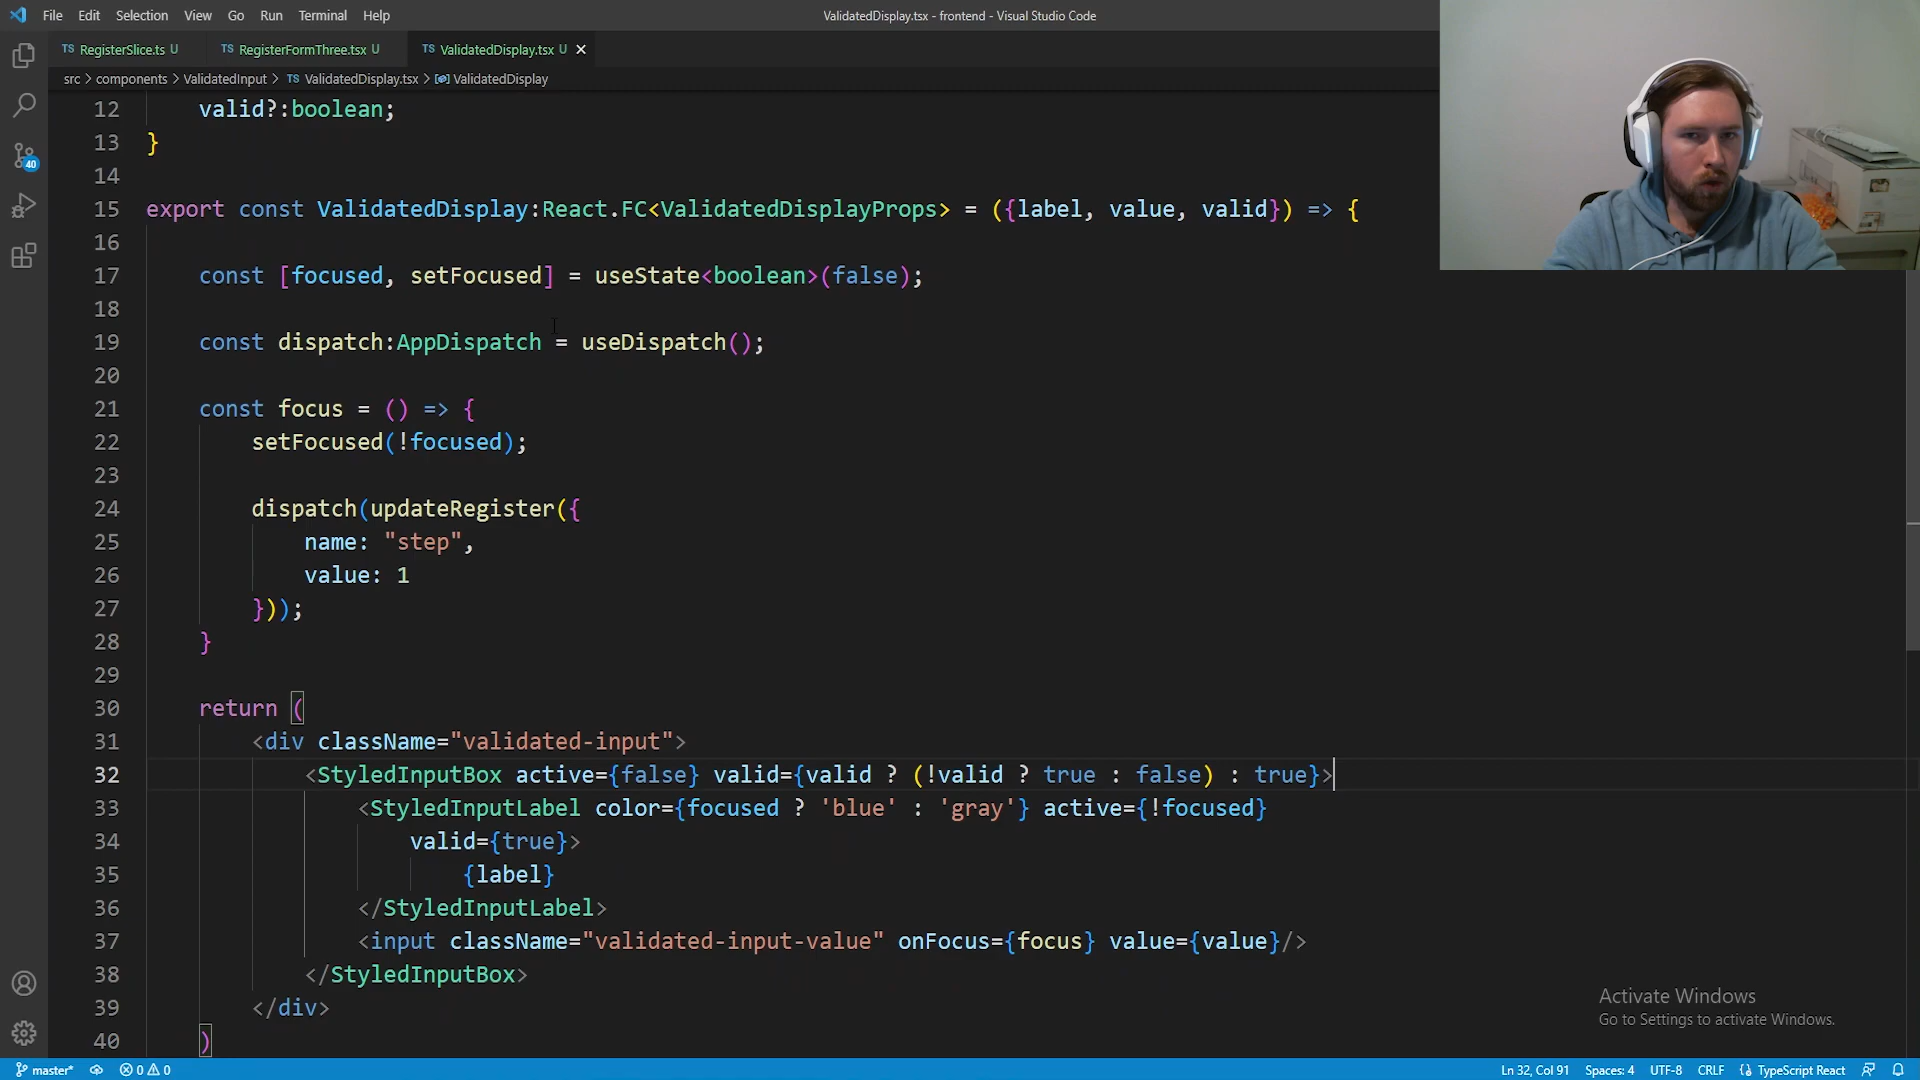 File Edit Selection View Go Run Terminal Help
ValidatedDisplay.tsx - frontend - Visual Studio Code
TS RegisterSlice.ts U TS RegisterFormThree.tsx U TS ValidatedDisplay.tsx U
src > components > ValidatedInput > TS ValidatedDisplay.tsx > ValidatedDisplay
12 valid?:boolean;
13 }
14
15 export const ValidatedDisplay:React.FC<ValidatedDisplayProps> = ({label, value, valid}) => {
16
17 const [focused, setFocused] = useState<boolean>(false);
18
19 const dispatch:AppDispatch = useDispatch();
20
21 const focus = () => {
22 setFocused(!focused);
23
24 dispatch(updateRegister({
25 name: "step",
26 value: 1
27 }));
28 }
29
30 return (
31 <div className="validated-input">
32 <StyledInputBox active={false} valid={valid ? (!valid ? true : false) : true}>
33 <StyledInputLabel color={focused ? 'blue' : 'gray'} active={!focused}
34 valid={true}>
35 {label}
36 </StyledInputLabel>
37 <input className="validated-input-value" onFocus={focus} value={value}/>
38 </StyledInputBox>
39 </div>
40 )
40
Activate Windows
Go to Settings to activate Windows.
master* 0 0 Ln 32, Col 91 Spaces: 4 UTF-8 CRLF TypeScript React